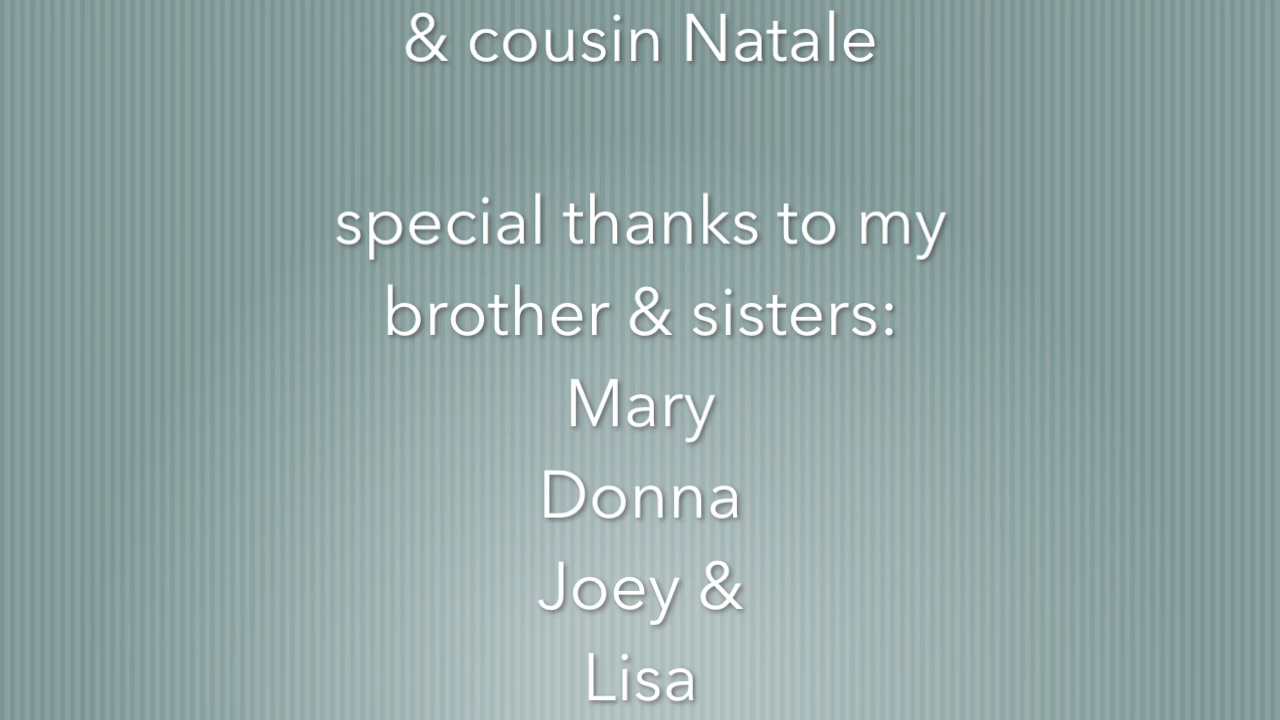 & cousin Natale
special thanks to my
brother & sisters:
Mary
Donna
Joey &
Lisa